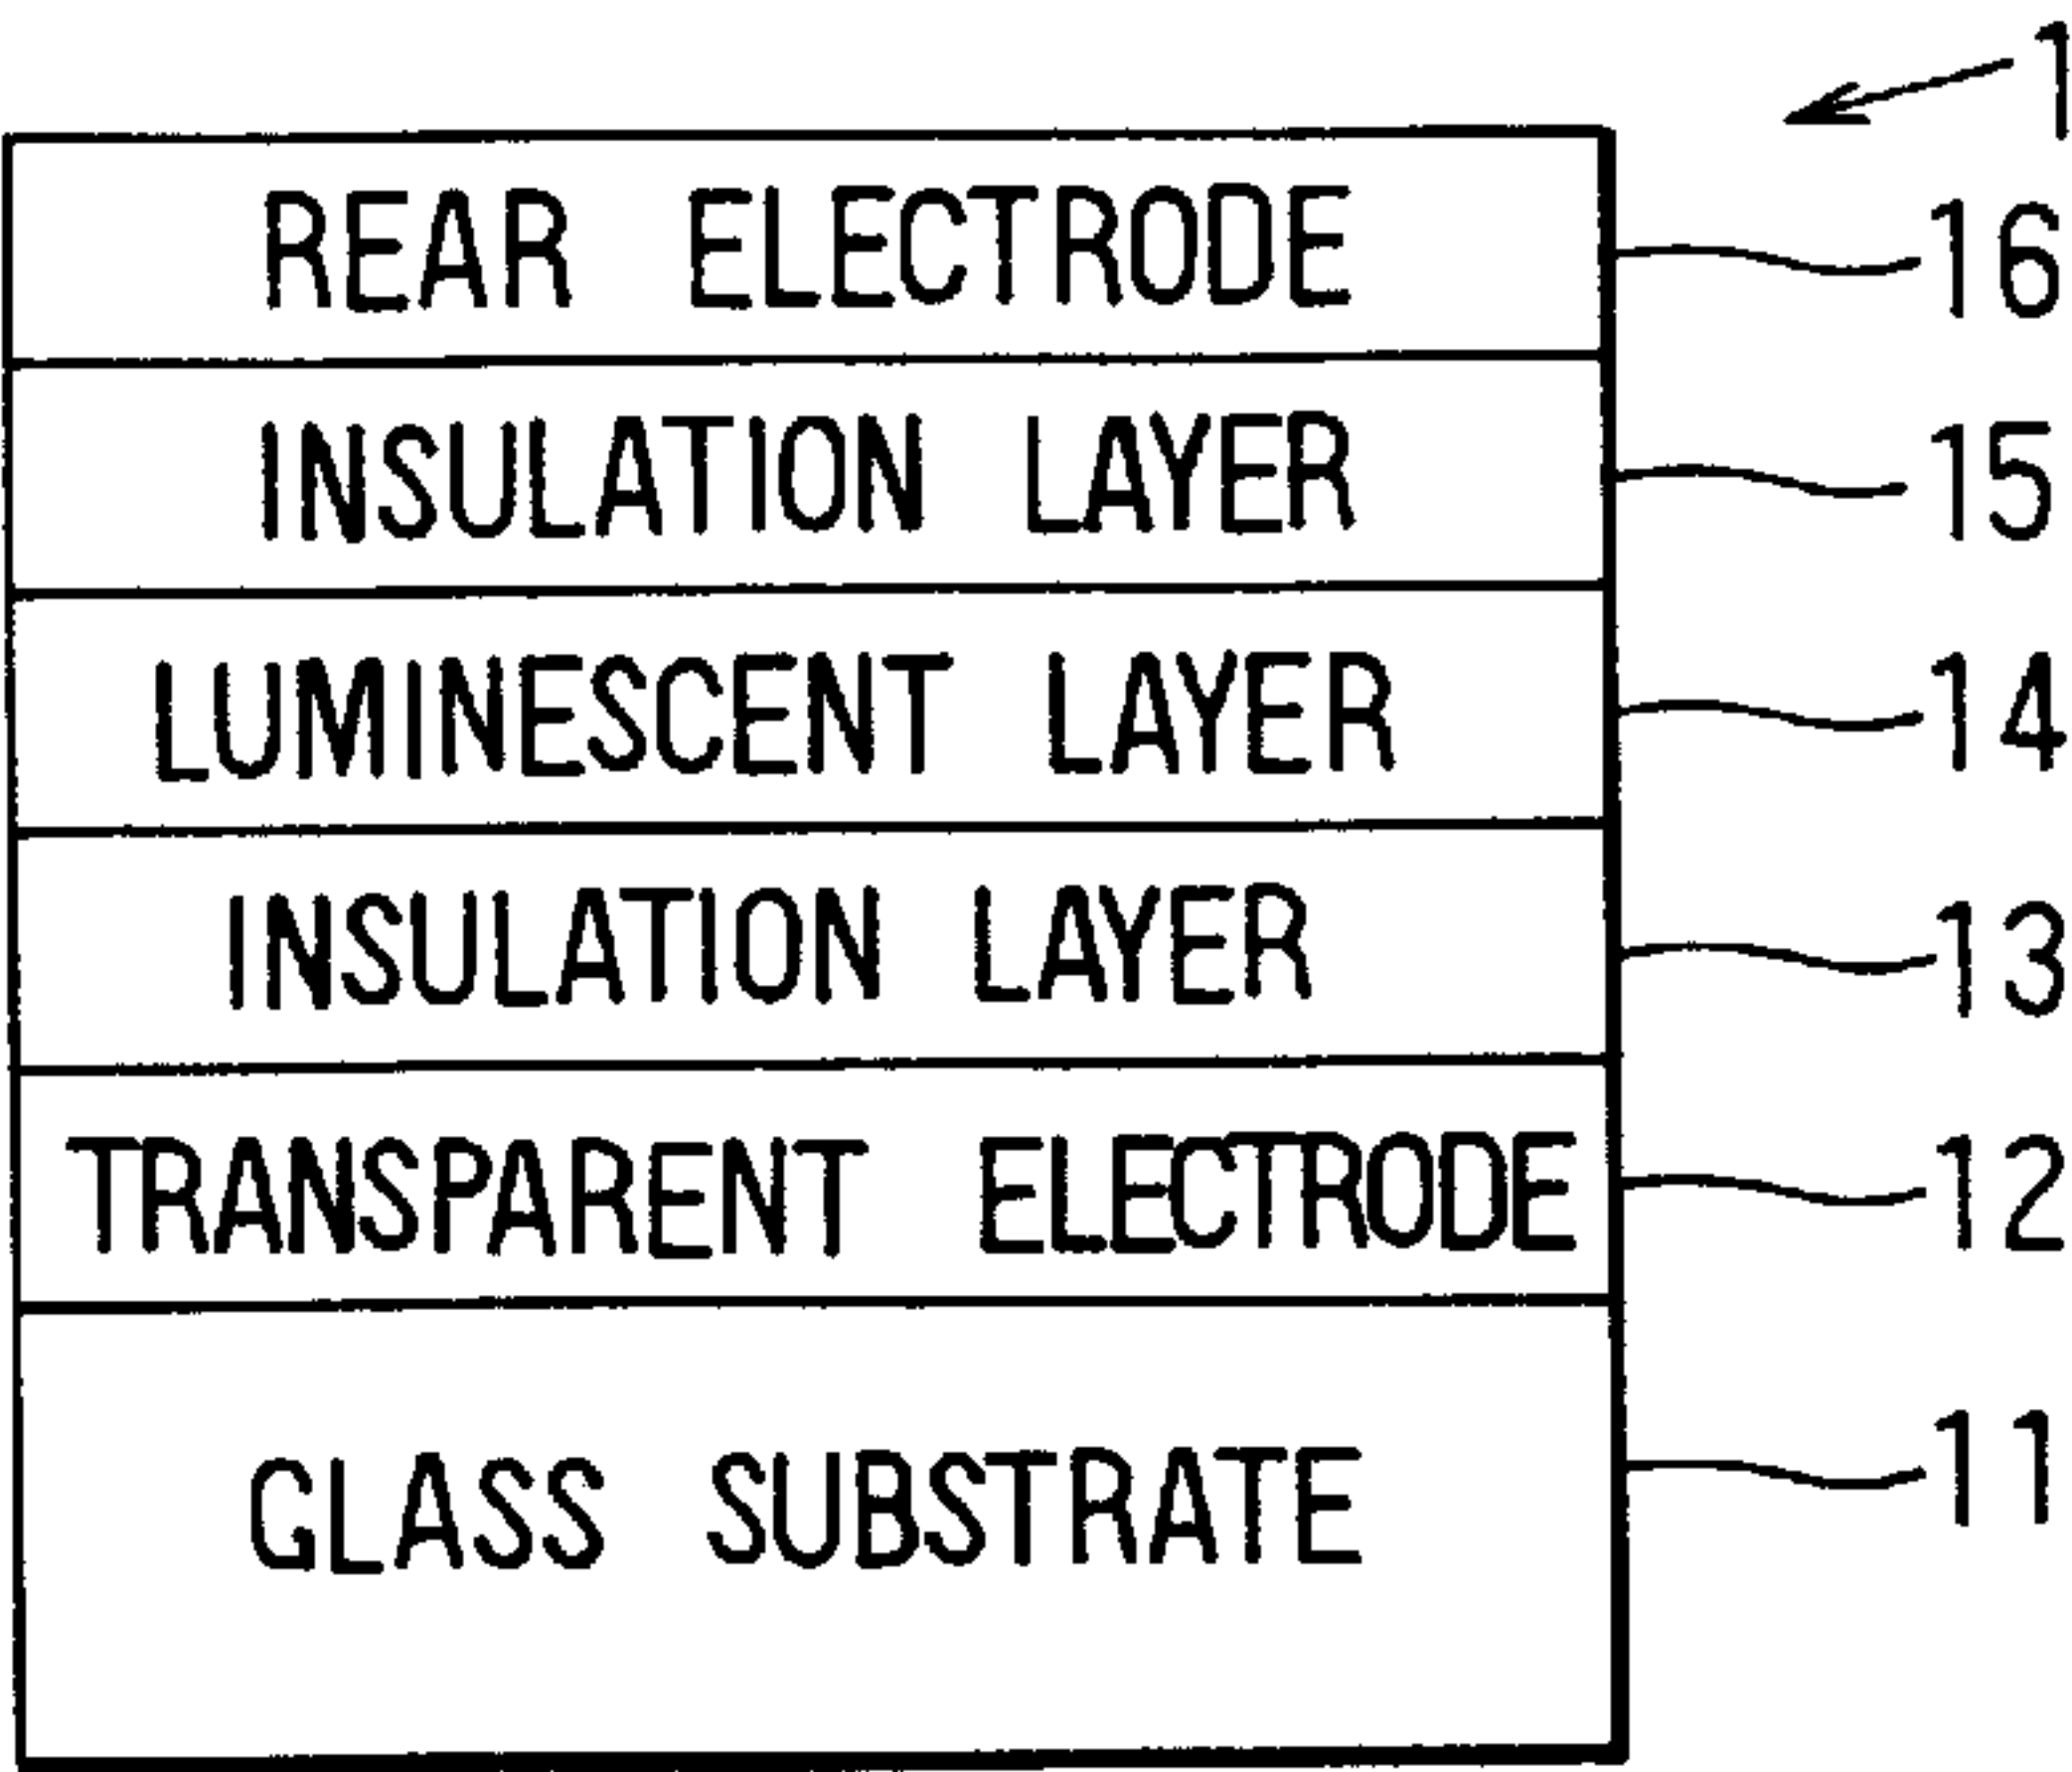 1
REAR ELECTRODE 16
INSULATION LAYER 15
LUMINESCENT LAYER 14
INSULATION LAYER 13
TRANSPARENT ELECTRODE 12
GLASS SUBSTRATE 11